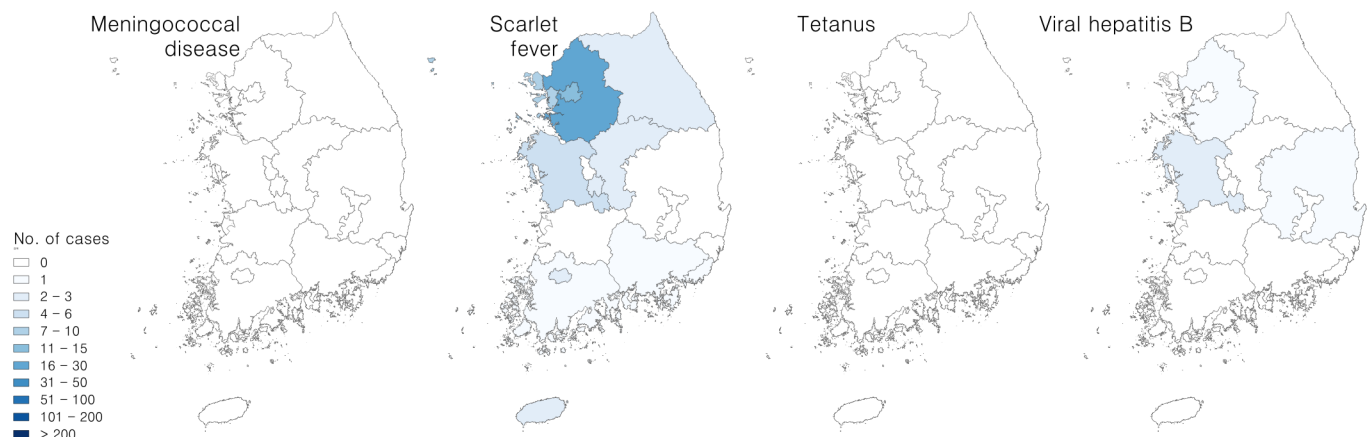 Meningococcal
disease
Scarlet
fever
Tetanus
Viral hepatitis B
No. of cases
0
1
2 – 3
4 – 6
7 – 10
11 – 15
16 – 30
31 – 50
51 – 100
101 – 200
> 200